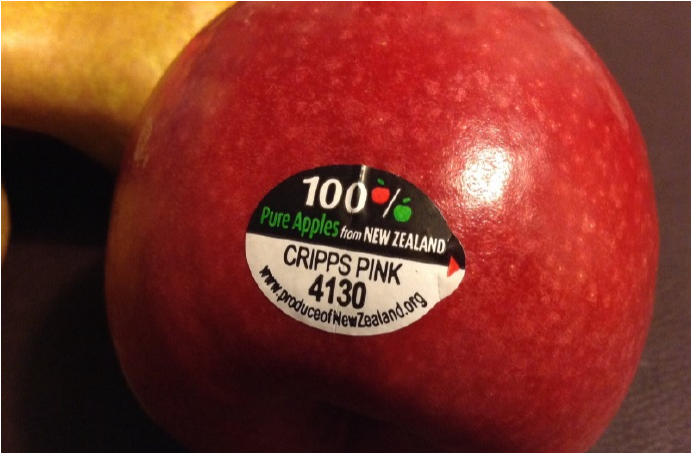 100%
Pure Apples from NEW ZEALAND
CRIPPS PINK
4130
www.produceofNewZealand.org